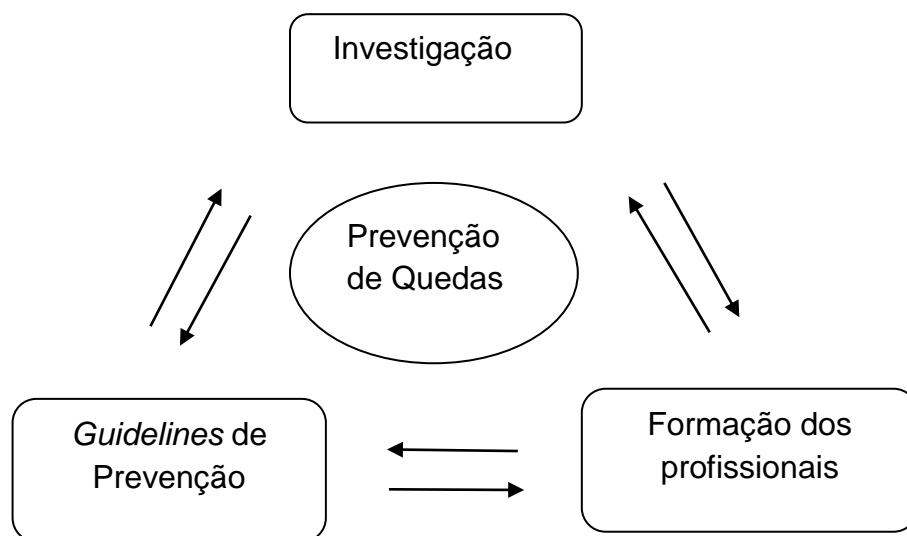 Investigação
Prevenção
de Quedas
Guidelines de
Prevenção
Formação dos
profissionais